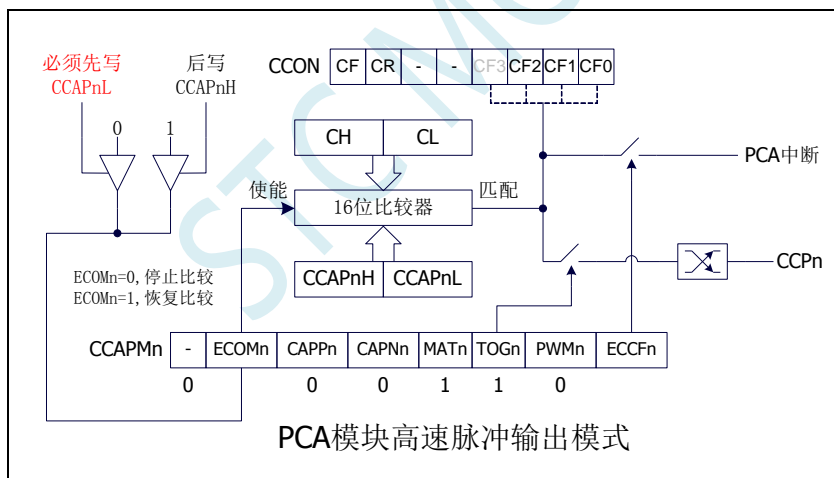 必须先写
CCAPnL
后写
CCAPnH
CCON CF CR - - CF3 CF2 CF1 CF0
0 1
CH CL
PCA中断
使能
16位比较器
匹配
CCPn
ECOMn=0,停止比较
ECOMn=1,恢复比较
CCAPnH CCAPnL
CCAPMn - ECOMn CAPPn CAPNn MATn TOGn PWMn ECCFn
0 0 0 1 1 0
PCA模块高速脉冲输出模式
STC MC